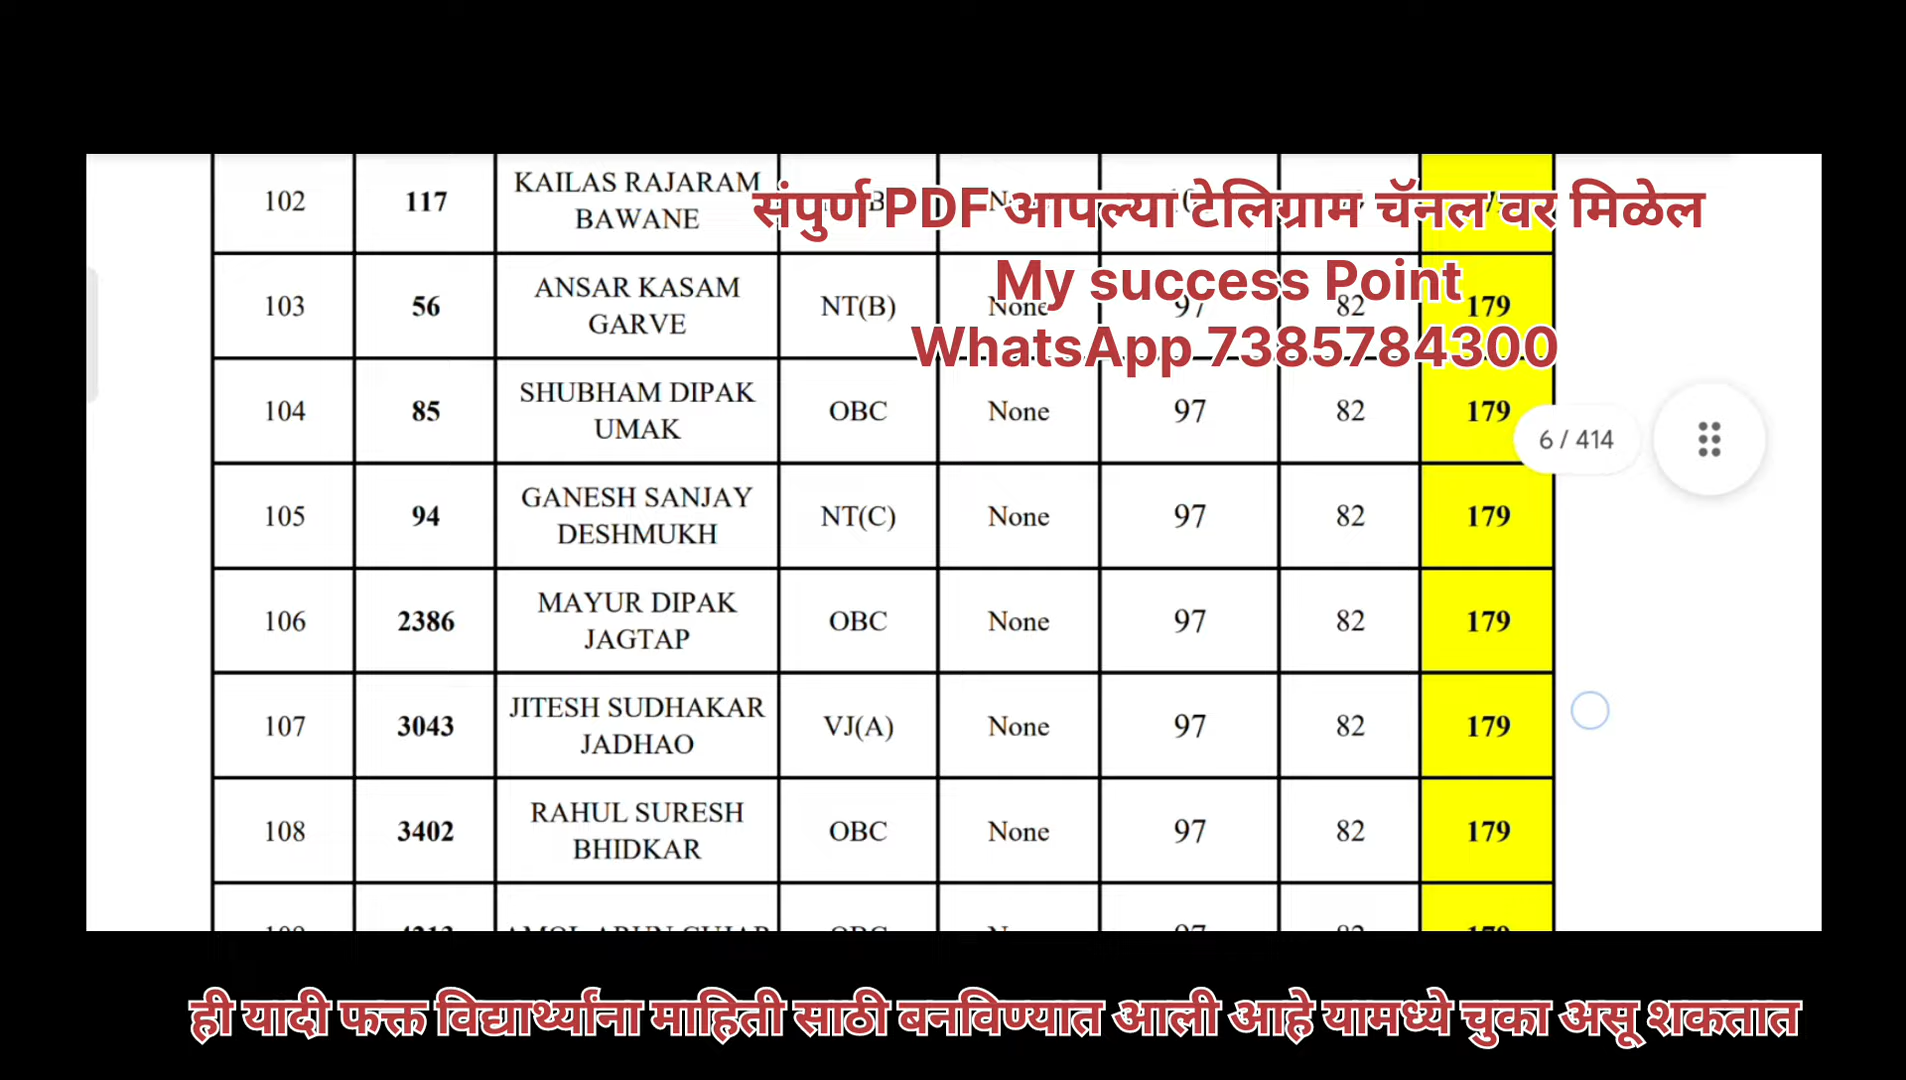 102 117 KAILAS RAJARAM BAWANE
संपुर्ण PDF आपल्या टेलिग्राम चॅनल वर मिळेल
My success Point
WhatsApp 7385784300
103 56 ANSAR KASAM GARVE NT(B) None 97 82 179
104 85 SHUBHAM DIPAK UMAK OBC None 97 82 179
6 / 414
105 94 GANESH SANJAY DESHMUKH NT(C) None 97 82 179
106 2386 MAYUR DIPAK JAGTAP OBC None 97 82 179
107 3043 JITESH SUDHAKAR JADHAO VJ(A) None 97 82 179
108 3402 RAHUL SURESH BHIDKAR OBC None 97 82 179
ही यादी फक्त विद्यार्थ्यांना माहिती साठी बनविण्यात आली आहे यामध्ये चुका असू शकतात